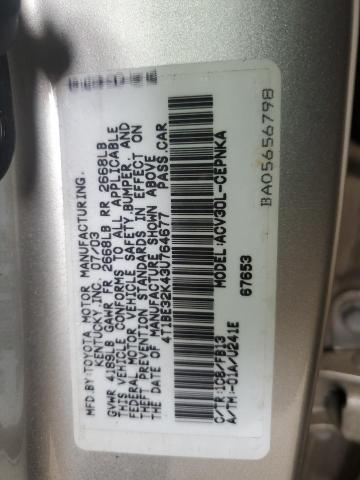 MFD.BY:TOYOTA MOTOR MANUFACTURING.
KENTUCKY,INC. 07/03
GVWR 4189LB GAWR FR 2668LB RR 2668LB
THIS VEHICLE CONFORMS TO ALL APPLICABLE
FEDERAL MOTOR VEHICLE SAFETY,BUMPER, AND
THEFT PREVENTION STANDARDS IN EFFECT ON
THE DATE OF MANUFACTURE SHOWN ABOVE
4T1BE32K43U764677 PASS.CAR
MODEL:ACV30L-CEPNKA
67653
C/TR:1C8/FB13
A/TM:-01A/U241E
BA05656798